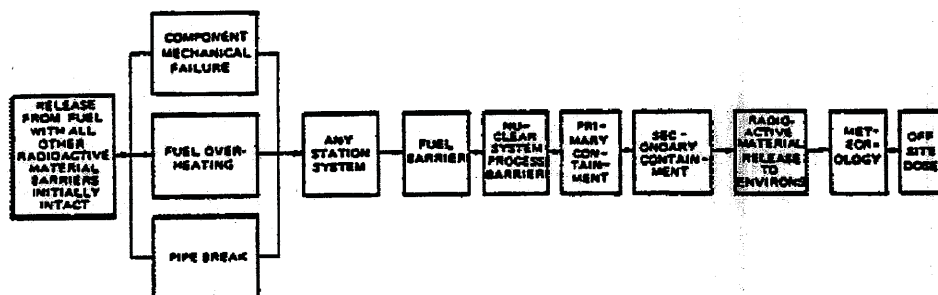 COMPONENT
MECHANICAL
FAILURE
RELEASE
FROM FUEL
WITH ALL
OTHER
RADIOACTIVE
MATERIAL
BARRIERS
INITIALLY
INTACT
FUEL OVER-
HEATING
PIPE BREAK
ANY
STATION
SYSTEM
FUEL
BARRIER
NU-
CLEAR
SYSTEM
PROCESS
BARRIER
PRI-
MARY
CON-
TAIN-
MENT
SEC-
ONDARY
CONTAIN-
MENT
RADIO-
ACTIVE
MATERIAL
RELEASE
TO
ENVIRONS
MET-
EOR-
OLOGY
OFF
SITE
DOSE